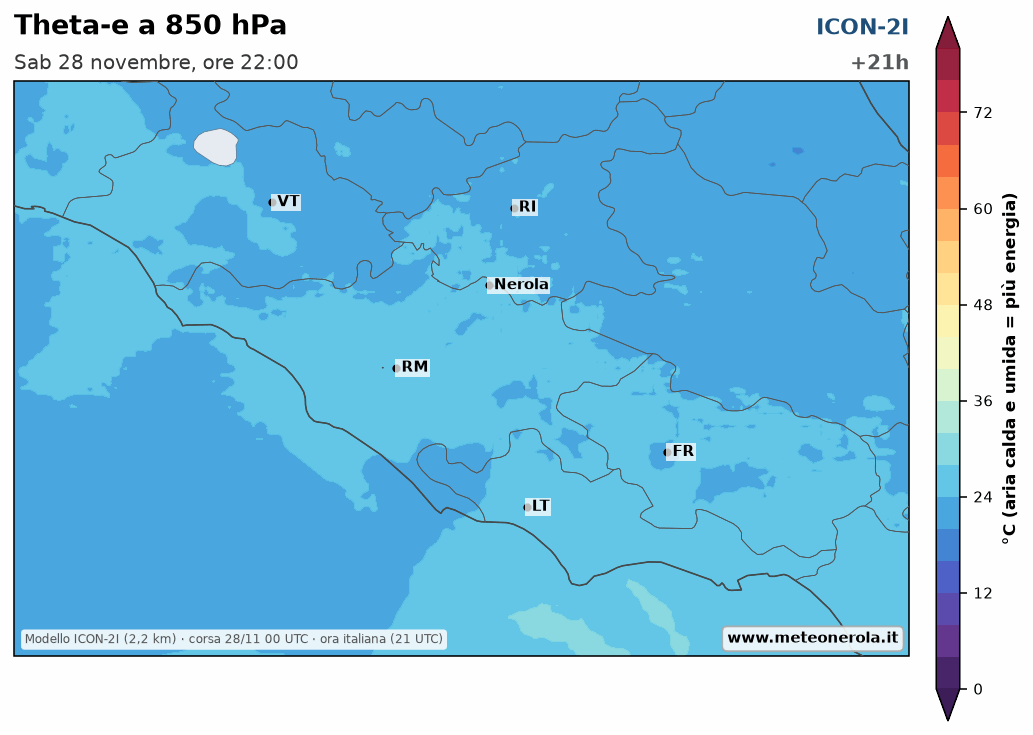 Theta-e a 850 hPa
ICON-2I
Sab 28 novembre, ore 22:00
+21h
VT
RI
Nerola
RM
FR
LT
72
60
48
36
24
12
0
°C (aria calda e umida = più energia)
Modello ICON-2I (2,2 km) · corsa 28/11 00 UTC · ora italiana (21 UTC)
www.meteonerola.it